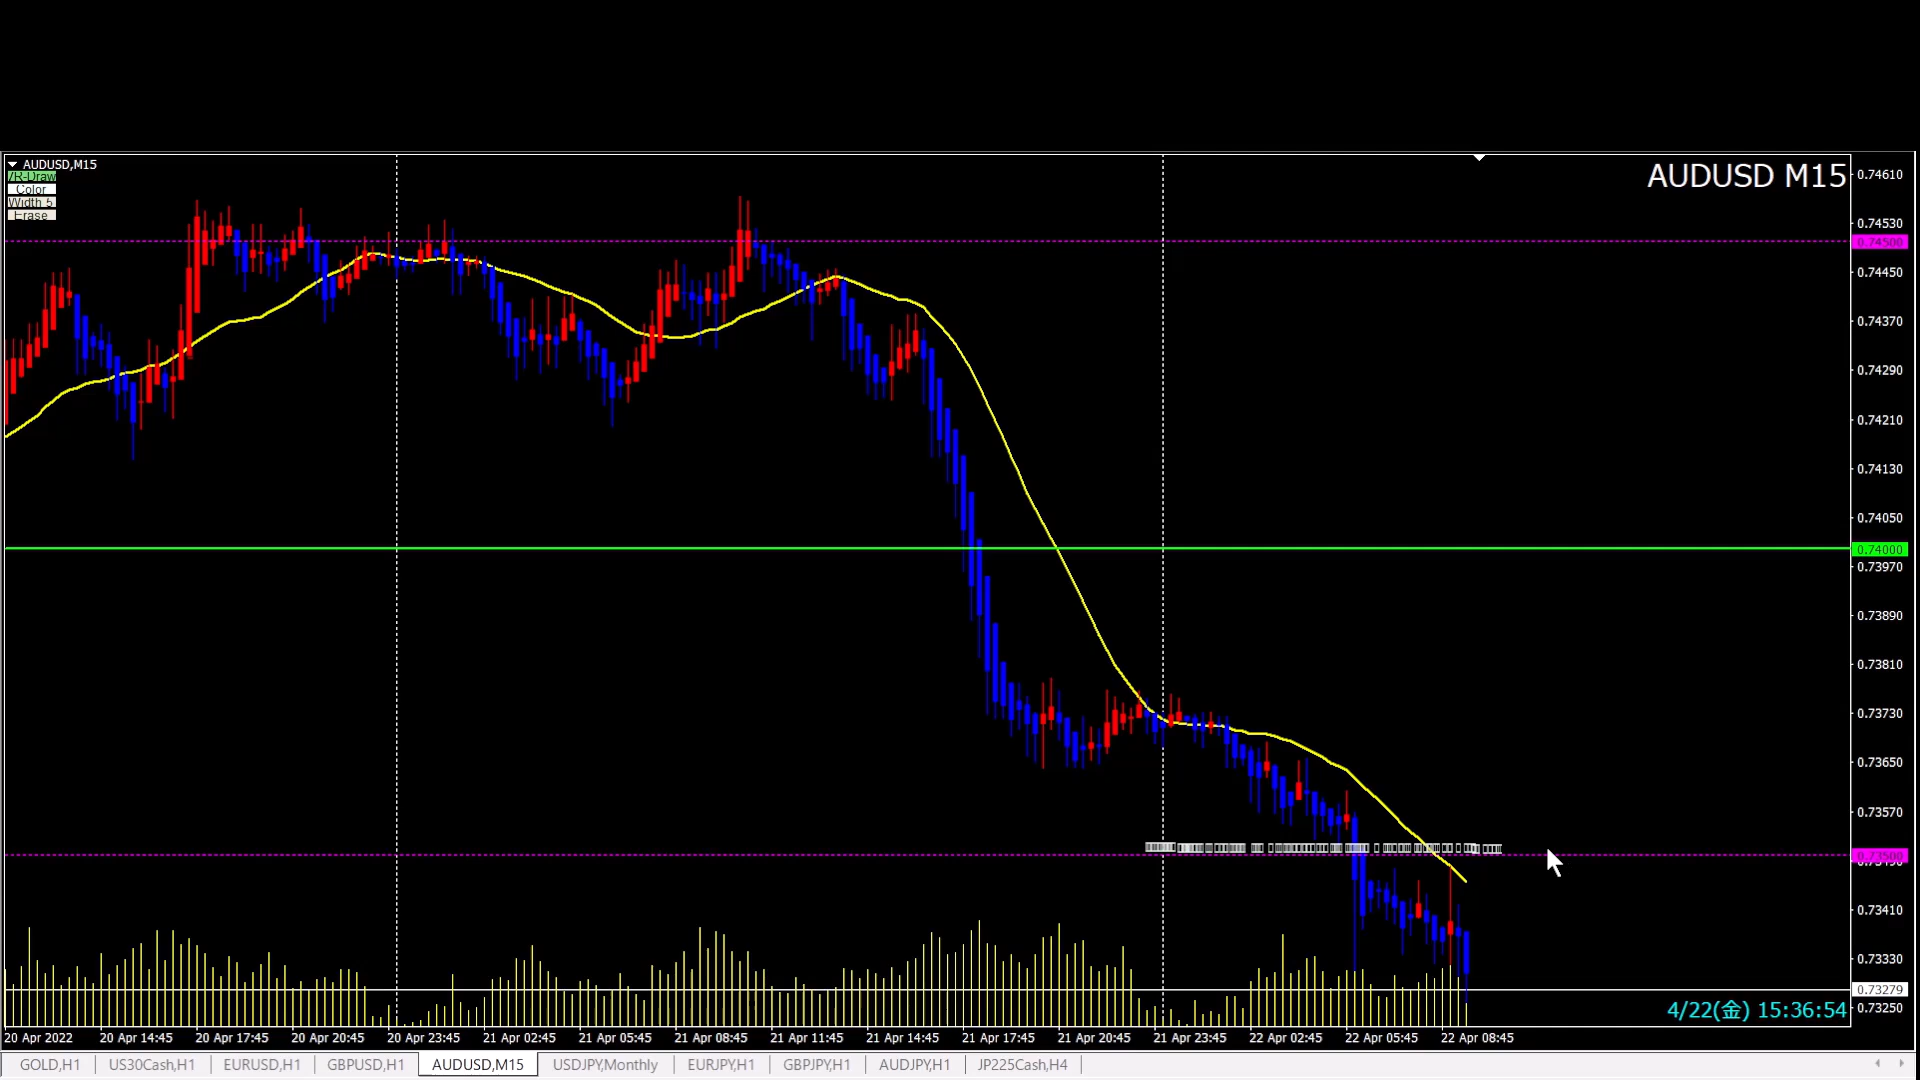 AUDUSD,M15
/R-Draw
Color
Width 5
Erase
AUDUSD M15
0.74610
0.74530
0.74500
0.74450
0.74370
0.74290
0.74210
0.74130
0.74050
0.74000
0.73970
0.73890
0.73810
0.73730
0.73650
0.73570
0.73500
0.73410
0.73330
0.73279
0.73250
4/22(金) 15:36:54
20 Apr 2022 20 Apr 14:45 20 Apr 17:45 20 Apr 20:45 20 Apr 23:45 21 Apr 02:45 21 Apr 05:45 21 Apr 08:45 21 Apr 11:45 21 Apr 14:45 21 Apr 17:45 21 Apr 20:45 21 Apr 23:45 22 Apr 02:45 22 Apr 05:45 22 Apr 08:45
GOLD,H1 US30Cash,H1 EURUSD,H1 GBPUSD,H1 AUDUSD,M15 USDJPY,Monthly EURJPY,H1 GBPJPY,H1 AUDJPY,H1 JP225Cash,H4